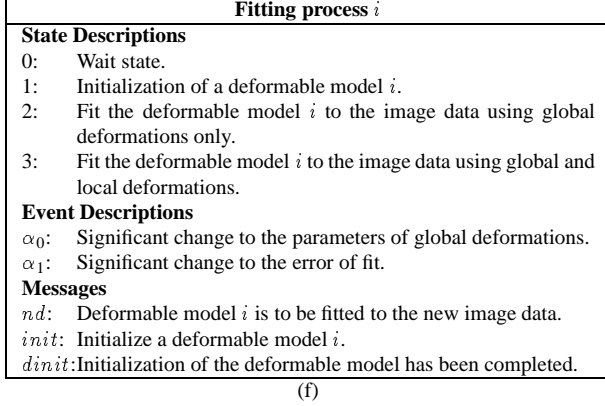 Fitting process i
State Descriptions
0: Wait state.
1: Initialization of a deformable model i.
2: Fit the deformable model i to the image data using global
deformations only.
3: Fit the deformable model i to the image data using global and
local deformations.
Event Descriptions
α0: Significant change to the parameters of global deformations.
α1: Significant change to the error of fit.
Messages
nd: Deformable model i is to be fitted to the new image data.
init: Initialize a deformable model i.
dinit:Initialization of the deformable model has been completed.
(f)